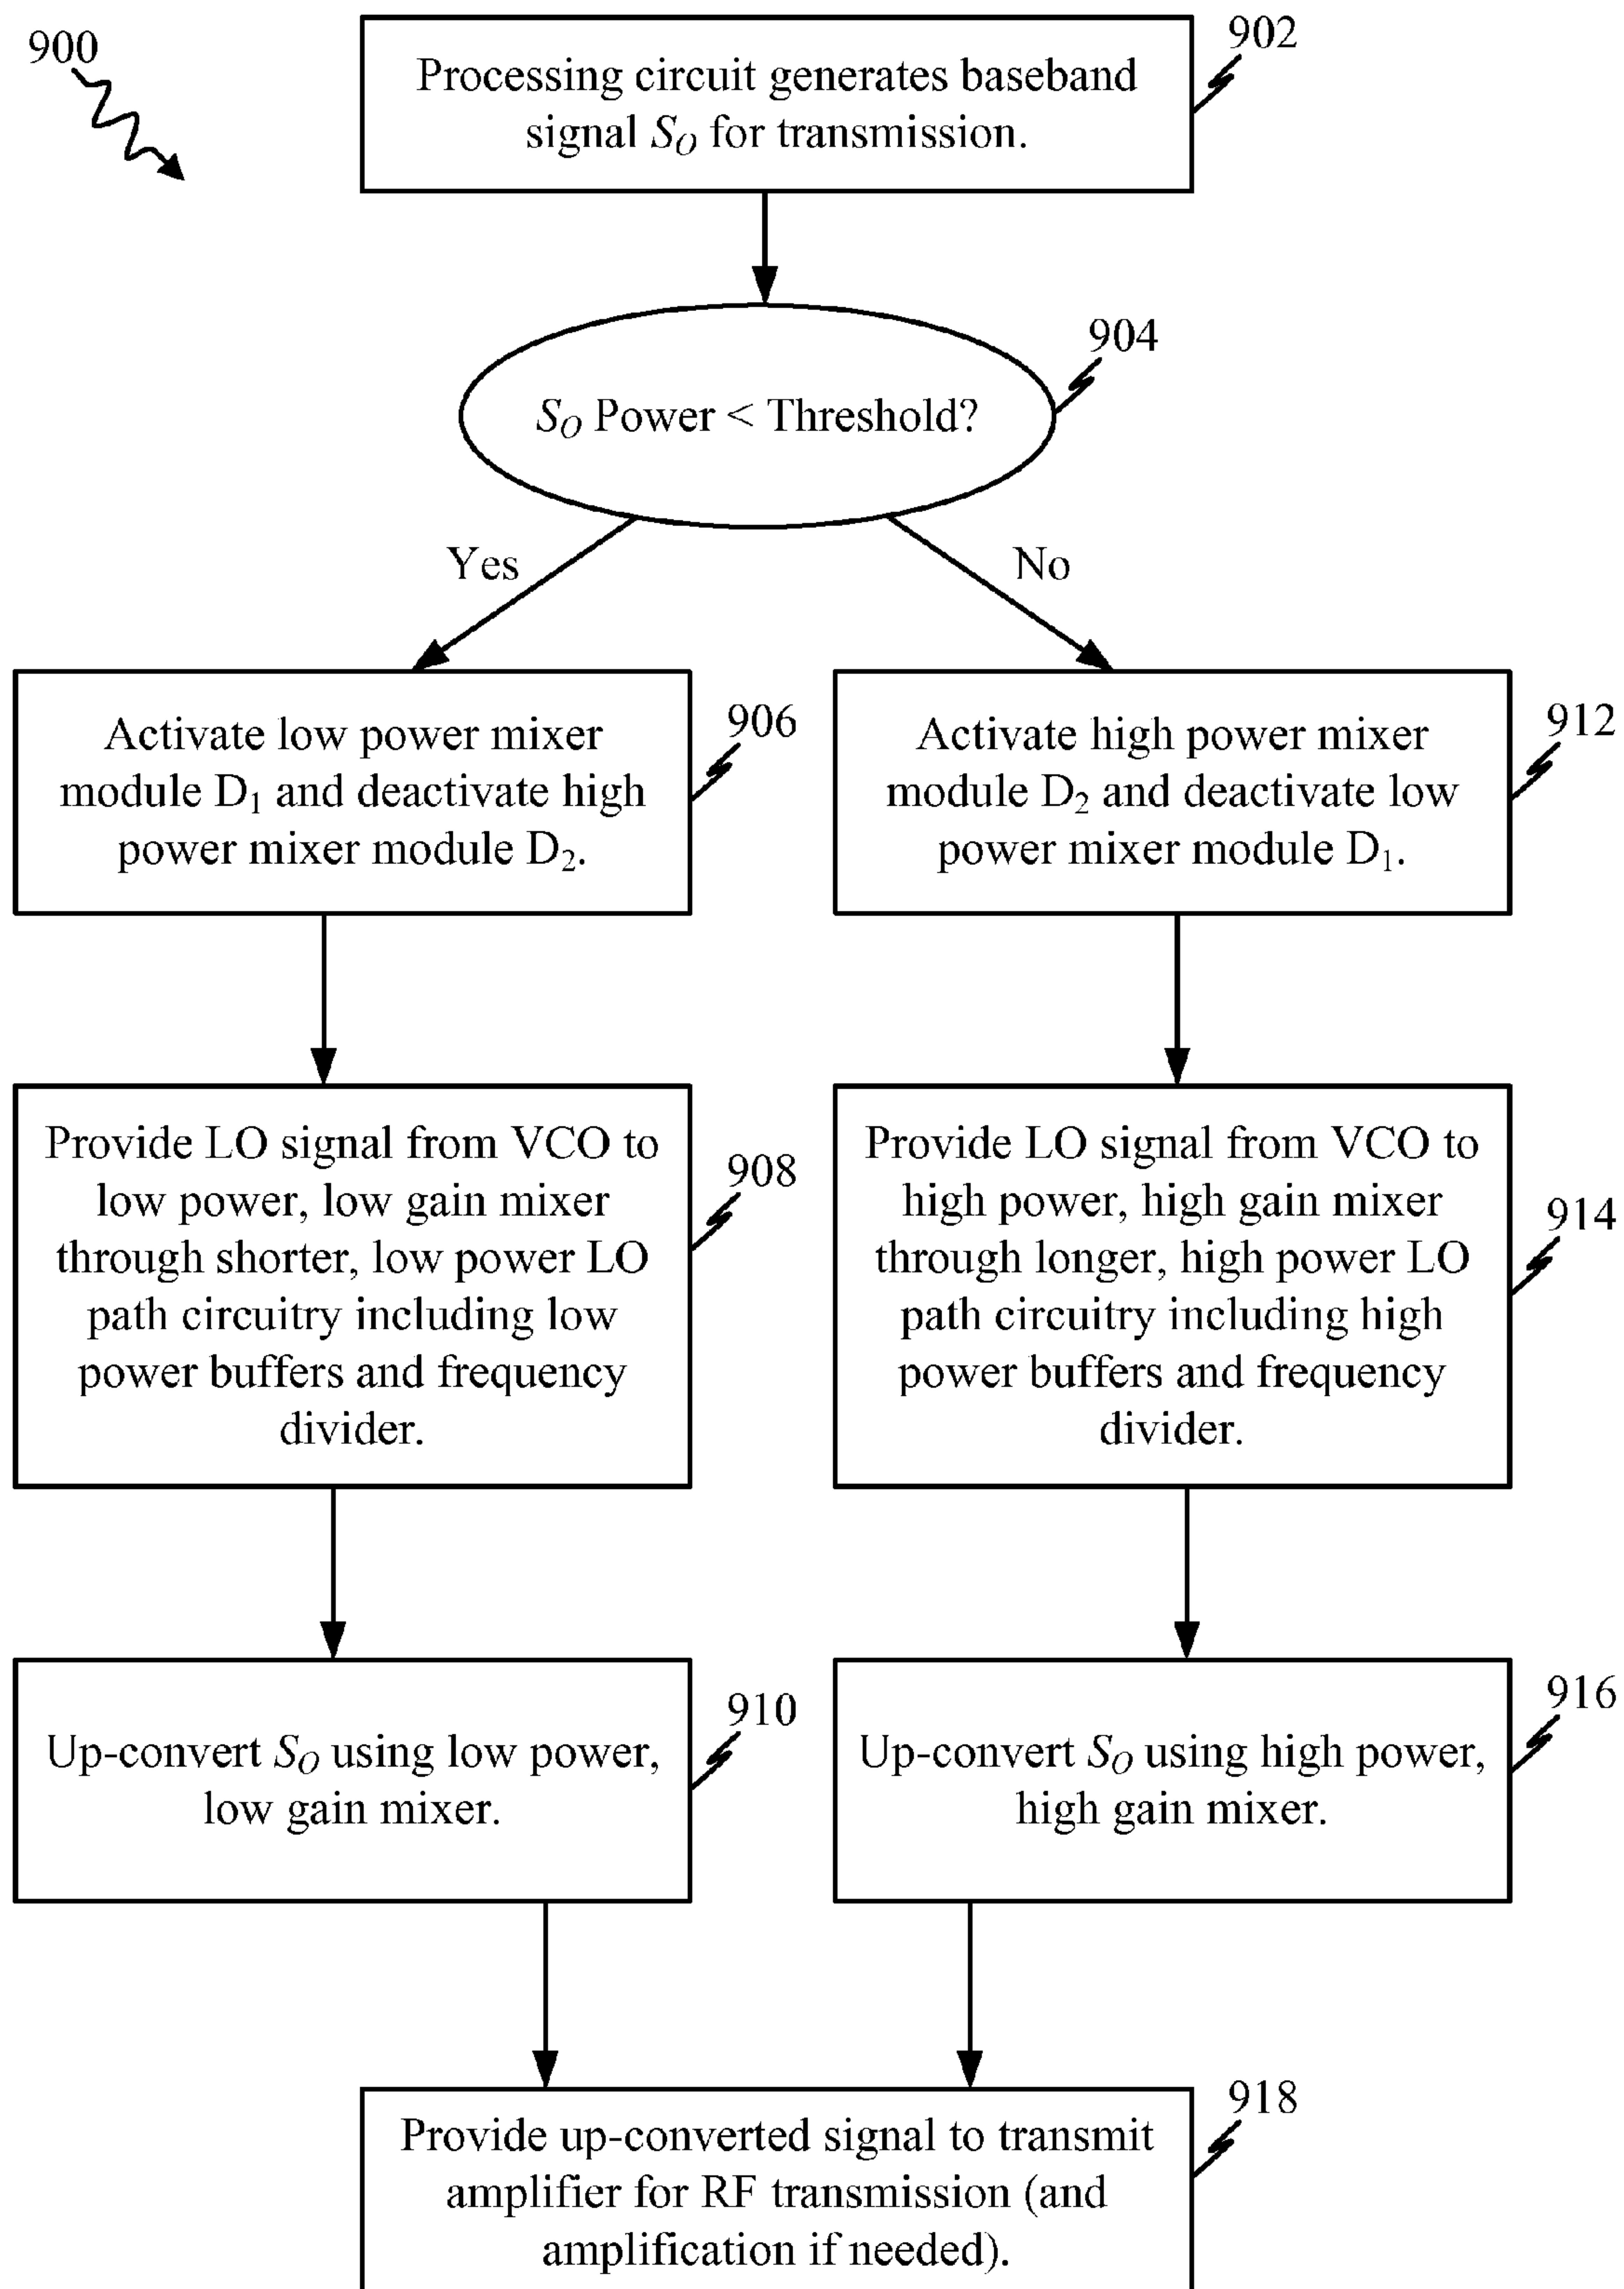 900
902
Processing circuit generates baseband
signal S_O for transmission.
904
S_O Power < Threshold?
Yes
No
906
Activate low power mixer
module D₁ and deactivate high
power mixer module D₂.
912
Activate high power mixer
module D₂ and deactivate low
power mixer module D₁.
908
Provide LO signal from VCO to
low power, low gain mixer
through shorter, low power LO
path circuitry including low
power buffers and frequency
divider.
914
Provide LO signal from VCO to
high power, high gain mixer
through longer, high power LO
path circuitry including high
power buffers and frequency
divider.
910
Up-convert S_O using low power,
low gain mixer.
916
Up-convert S_O using high power,
high gain mixer.
918
Provide up-converted signal to transmit
amplifier for RF transmission (and
amplification if needed).